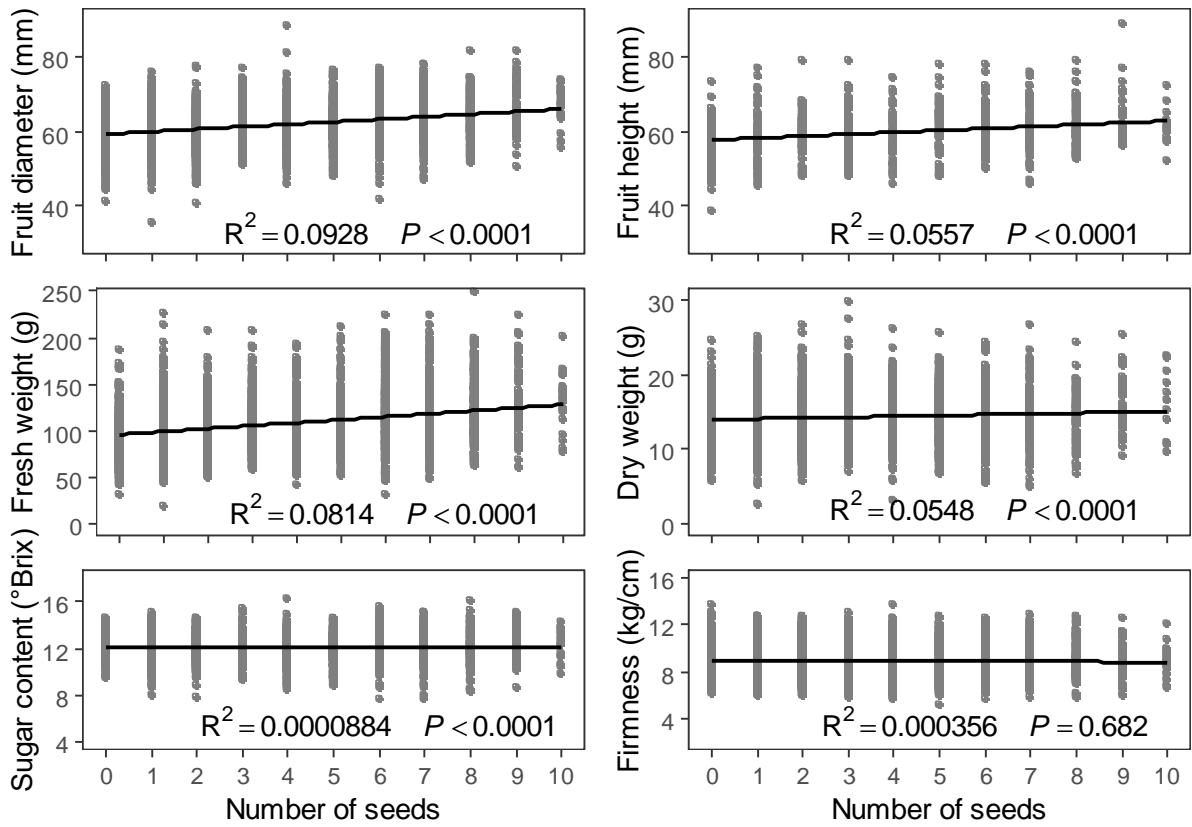 Fruit diameter (mm)
80
60
40
R² = 0.0928 P < 0.0001
Fruit height (mm)
80
60
40
R² = 0.0557 P < 0.0001
Fresh weight (g)
250
200
150
100
50
0
R² = 0.0814 P < 0.0001
Dry weight (g)
30
20
10
0
R² = 0.0548 P < 0.0001
Sugar content (°Brix)
16
12
8
4
R² = 0.0000884 P < 0.0001
0 1 2 3 4 5 6 7 8 9 10
Number of seeds
Firmness (kg/cm)
16
12
8
4
R² = 0.000356 P = 0.682
0 1 2 3 4 5 6 7 8 9 10
Number of seeds